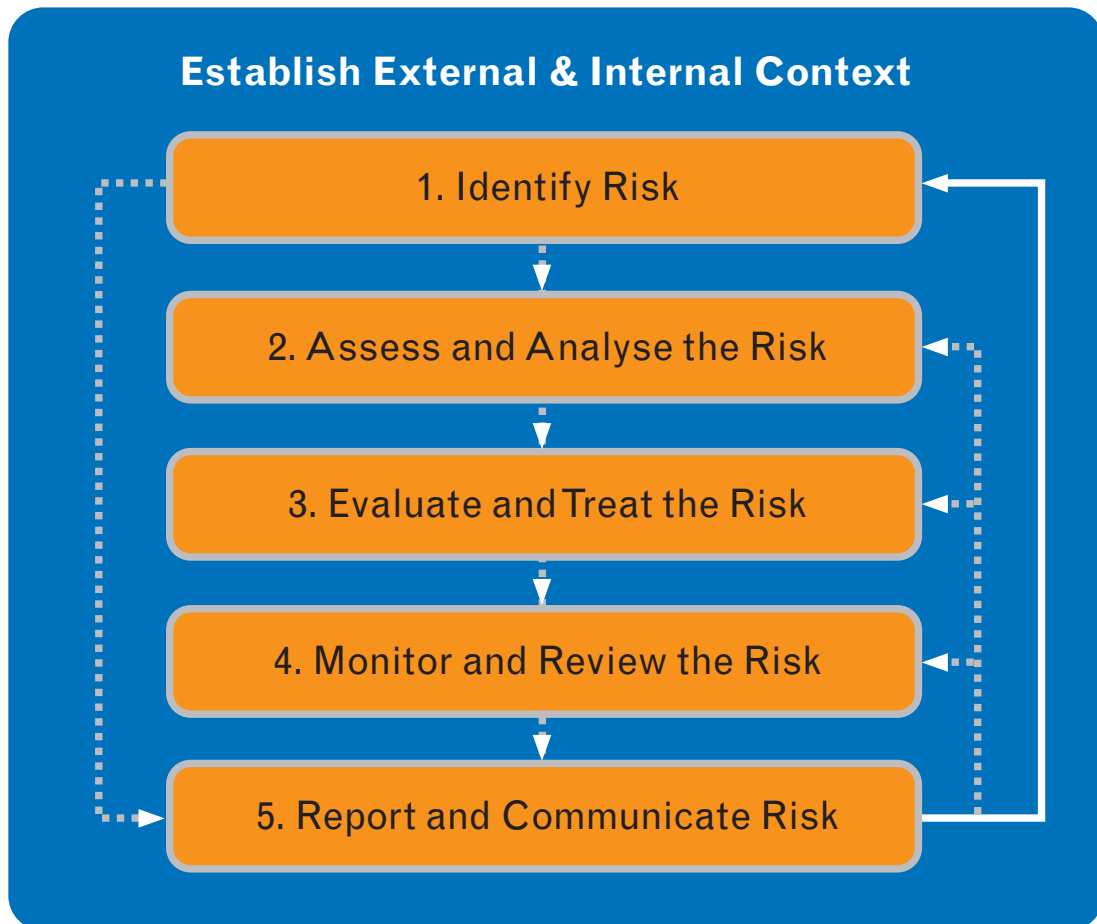 Establish External & Internal Context
1. Identify Risk
2. Assess and Analyse the Risk
3. Evaluate and Treat the Risk
4. Monitor and Review the Risk
5. Report and Communicate Risk